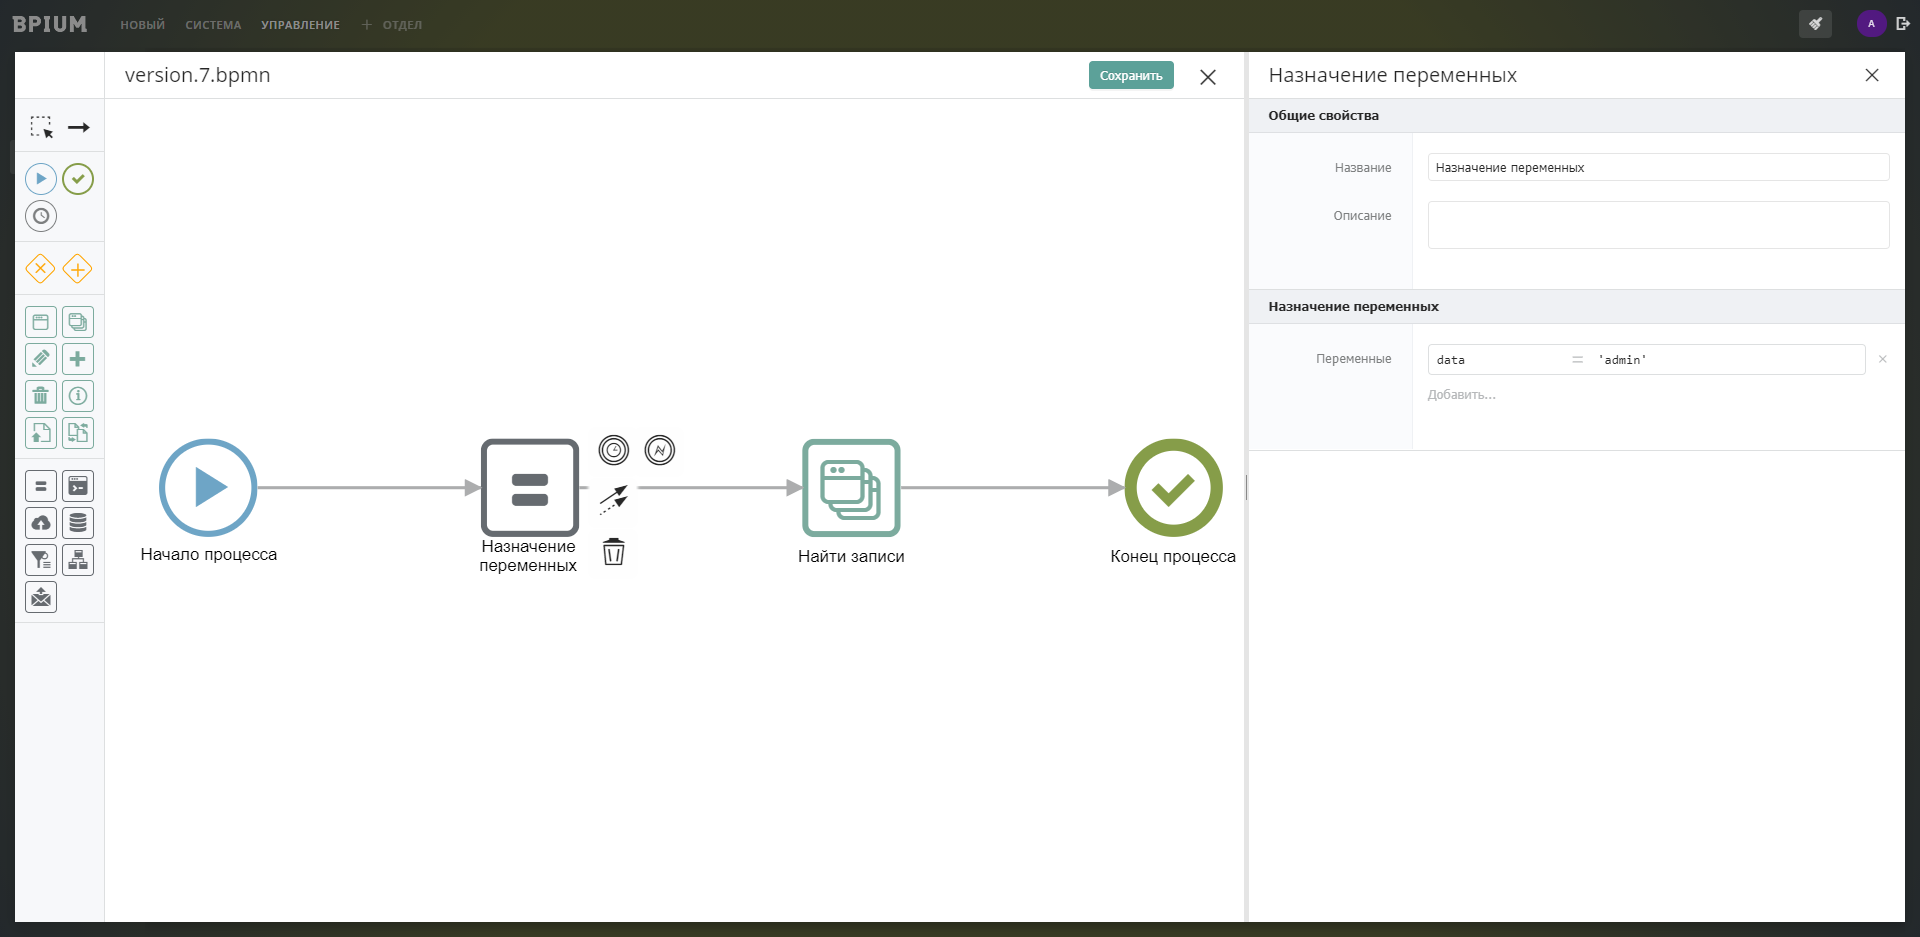 BPIUM НОВЫЙ СИСТЕМА УПРАВЛЕНИЕ + ОТДЕЛ A
version.7.bpmn Сохранить
Назначение переменных
Общие свойства
Название Назначение переменных
Описание
Назначение переменных
Переменные data = 'admin'
Добавить...
Начало процесса
Назначение
переменных
Найти записи
Конец процесса